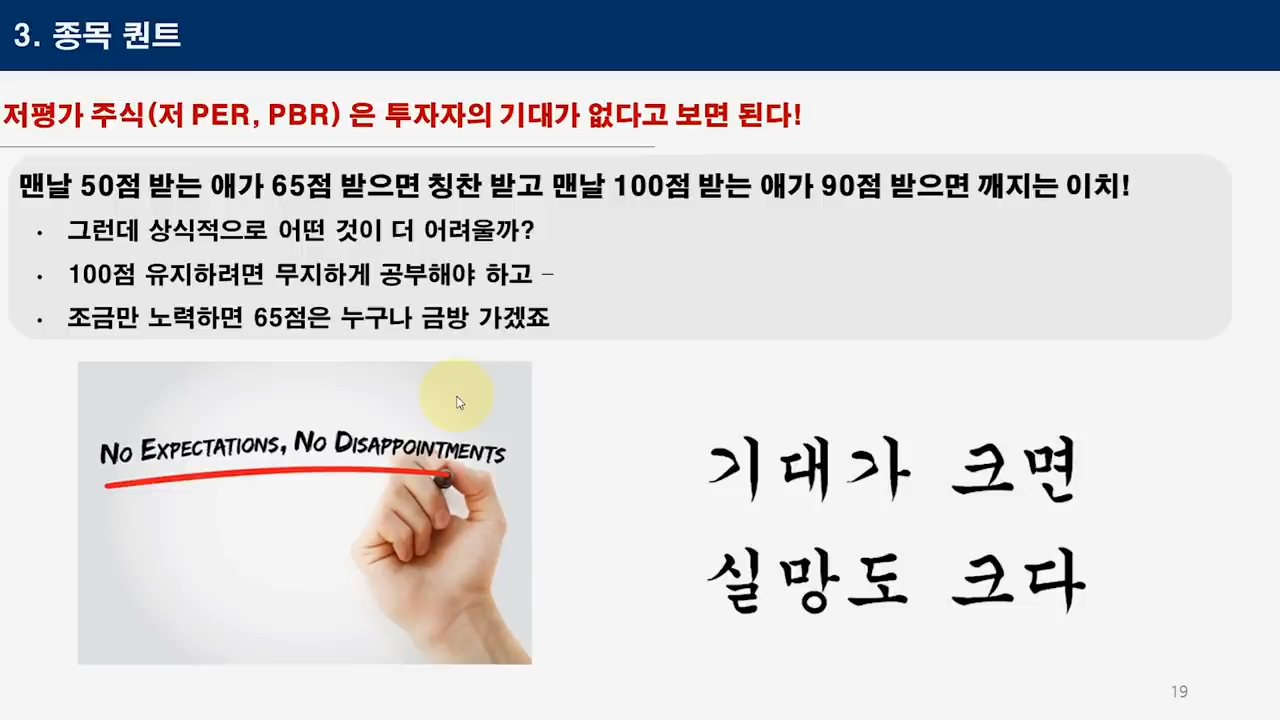 3. 종목 퀀트
저평가 주식(저 PER, PBR) 은 투자자의 기대가 없다고 보면 된다!
맨날 50점 받는 애가 65점 받으면 칭찬 받고 맨날 100점 받는 애가 90점 받으면 깨지는 이치!
• 그런데 상식적으로 어떤 것이 더 어려울까?
• 100점 유지하려면 무지하게 공부해야 하고 –
• 조금만 노력하면 65점은 누구나 금방 가겠죠
NO EXPECTATIONS, NO DISAPPOINTMENTS
기대가 크면
실망도 크다
19